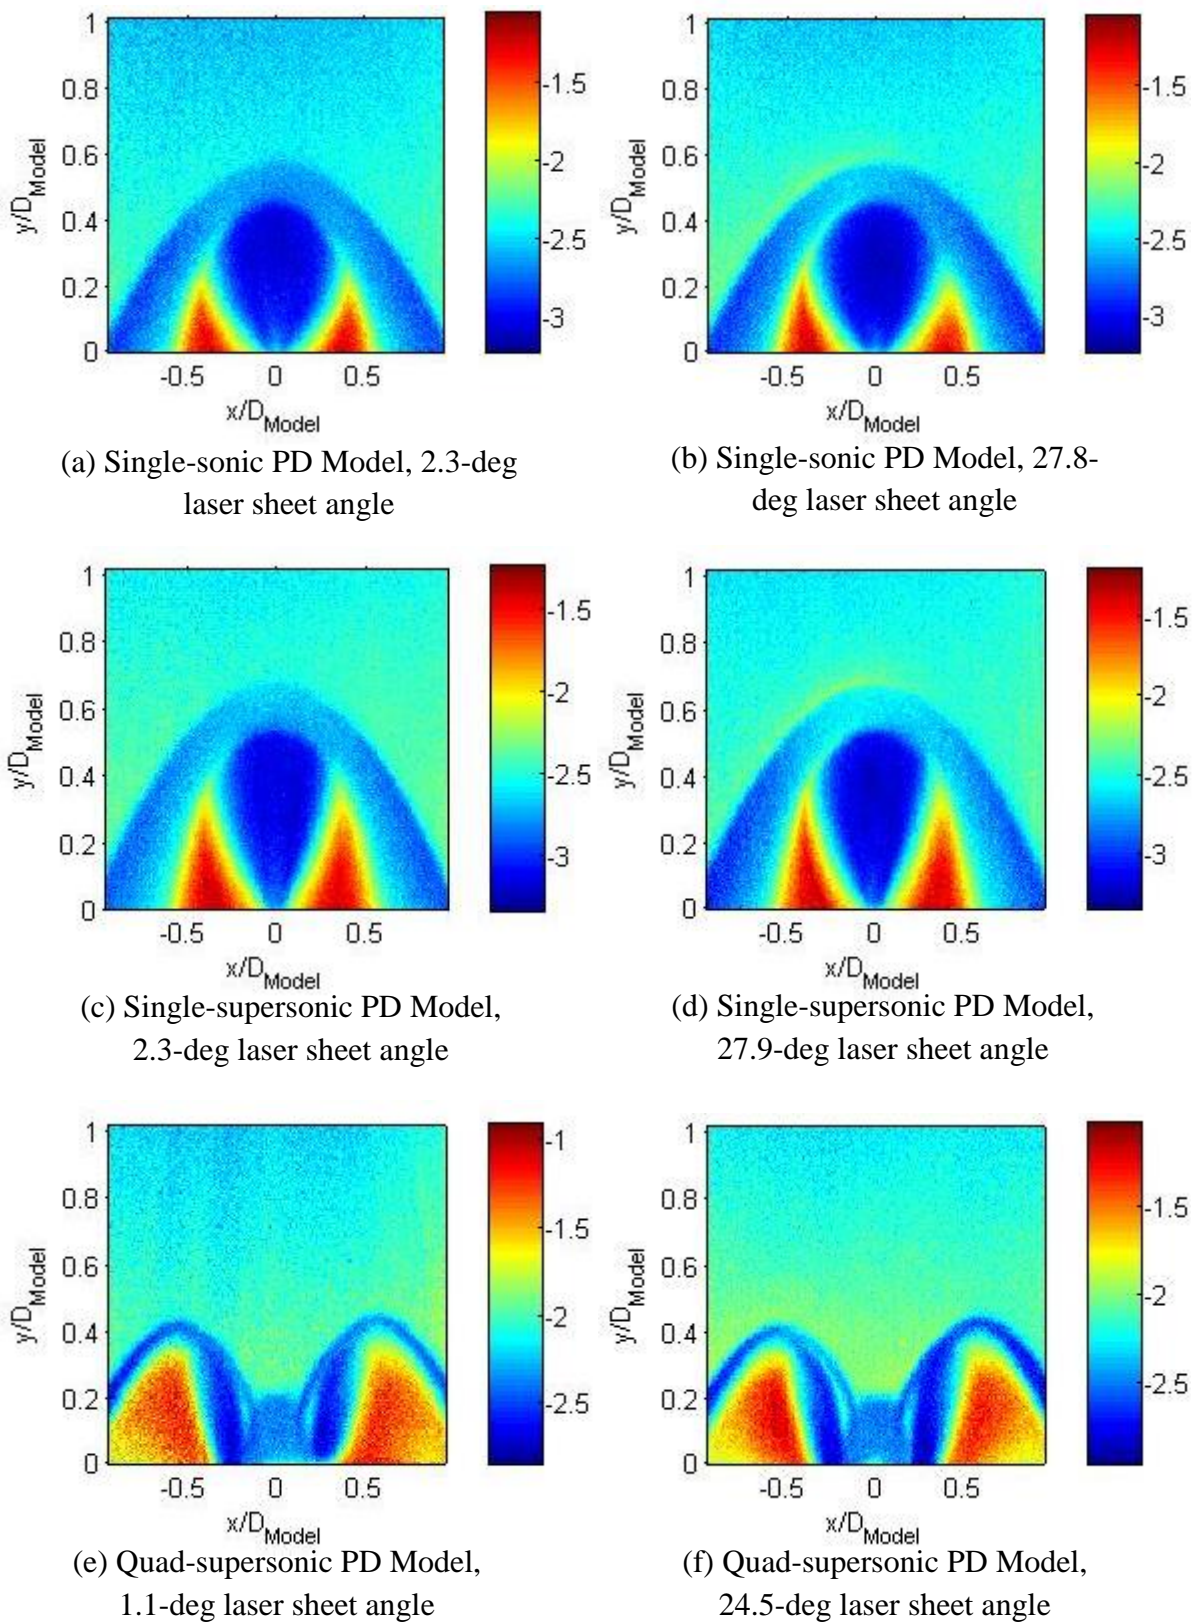 1
0.8
0.6
0.4
0.2
0
-0.5 0 0.5
x/D_Model
y/D_Model
-1.5
-2
-2.5
-3
(a) Single-sonic PD Model, 2.3-deg
laser sheet angle
1
0.8
0.6
0.4
0.2
0
-0.5 0 0.5
x/D_Model
y/D_Model
-1.5
-2
-2.5
-3
(b) Single-sonic PD Model, 27.8-
deg laser sheet angle
1
0.8
0.6
0.4
0.2
0
-0.5 0 0.5
x/D_Model
y/D_Model
-1.5
-2
-2.5
-3
(c) Single-supersonic PD Model,
2.3-deg laser sheet angle
1
0.8
0.6
0.4
0.2
0
-0.5 0 0.5
x/D_Model
y/D_Model
-1.5
-2
-2.5
-3
(d) Single-supersonic PD Model,
27.9-deg laser sheet angle
1
0.8
0.6
0.4
0.2
0
-0.5 0 0.5
x/D_Model
y/D_Model
-1
-1.5
-2
-2.5
(e) Quad-supersonic PD Model,
1.1-deg laser sheet angle
1
0.8
0.6
0.4
0.2
0
-0.5 0 0.5
x/D_Model
y/D_Model
-1.5
-2
-2.5
(f) Quad-supersonic PD Model,
24.5-deg laser sheet angle